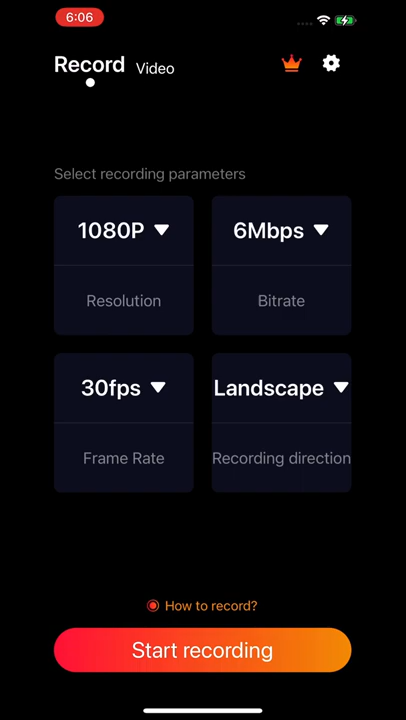 6:06
Record Video
Select recording parameters
1080P 6Mbps
Resolution Bitrate
30fps Landscape
Frame Rate Recording direction
How to record?
Start recording